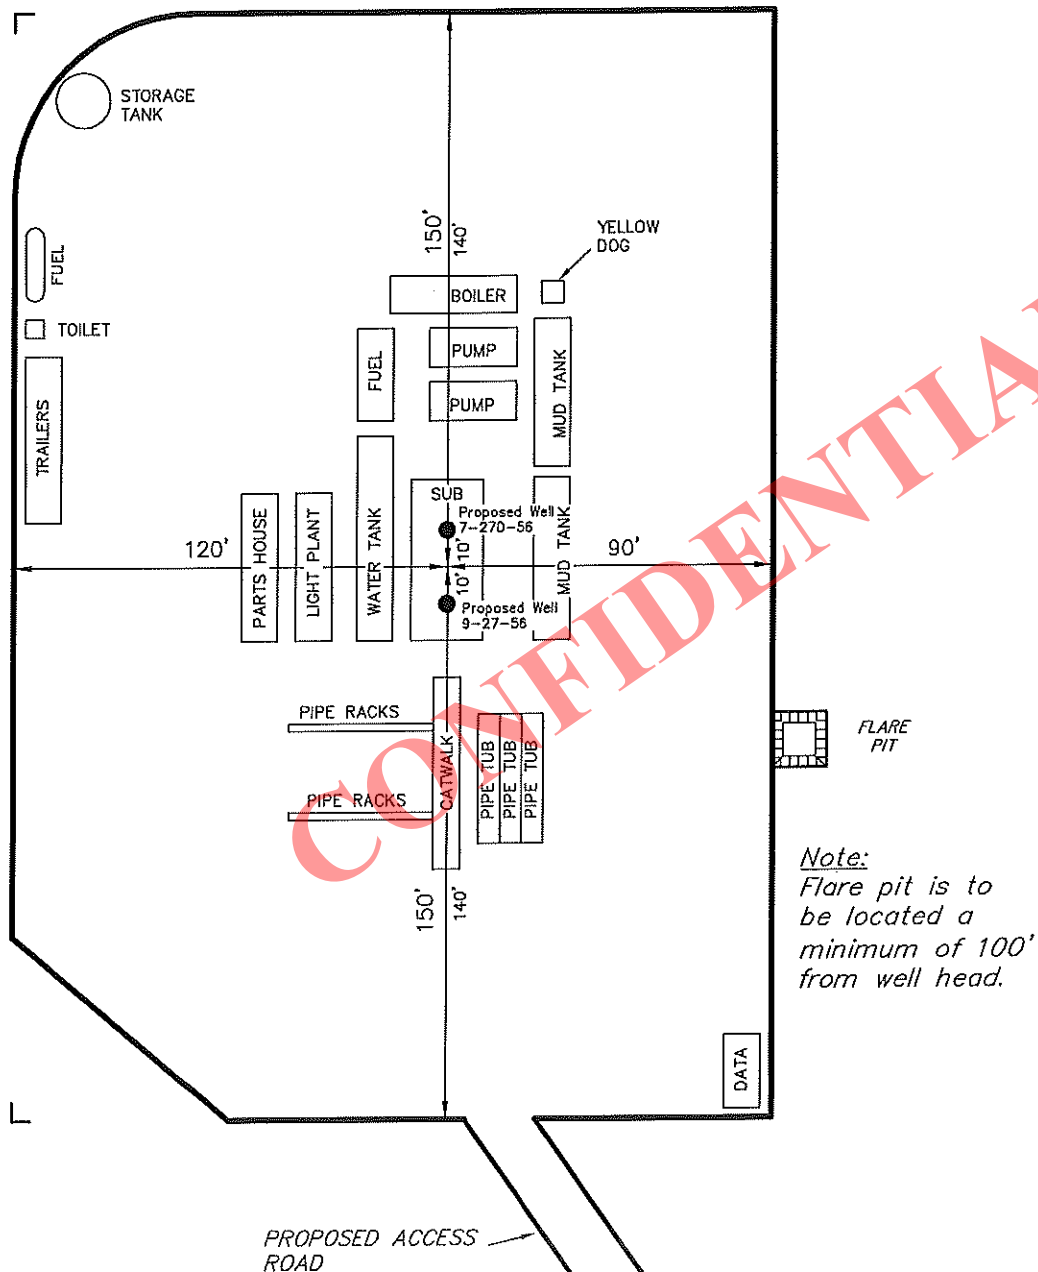 STORAGE
TANK
FUEL
TOILET
TRAILERS
150'
140'
YELLOW
DOG
BOILER
PUMP
PUMP
FUEL
MUD TANK
SUB
Proposed Well
7-270-56
10'
10'
Proposed Well
9-27-56
120'
90'
PARTS HOUSE
LIGHT PLANT
WATER TANK
MUD TANK
PIPE RACKS
PIPE RACKS
CATWALK
PIPE TUB
PIPE TUB
PIPE TUB
FLARE
PIT
150'
140'
Note:
Flare pit is to
be located a
minimum of 100'
from well head.
DATA
PROPOSED ACCESS
ROAD
CONFIDENTIAL